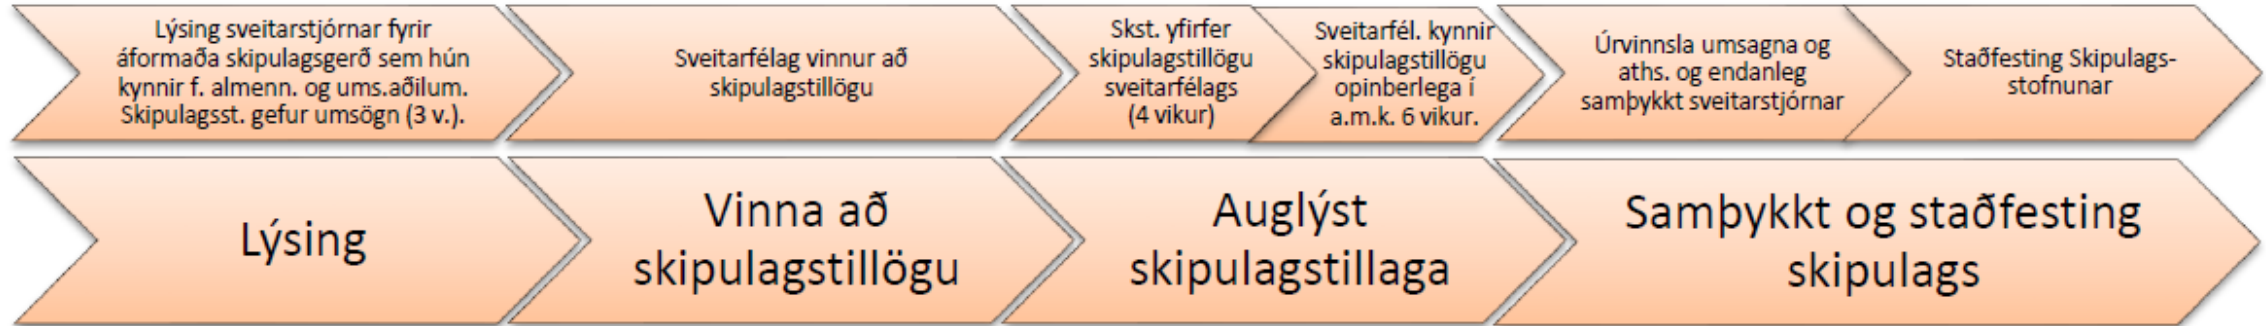 Lýsing sveitarstjórnar fyrir
áformaða skipulagsgerð sem hún
kynnir f. almenn. og ums.aðilum.
Skipulagsst. gefur umsögn (3 v.).
Sveitarfélag vinnur að
skipulagstillögu
Skst. yfirfer
skipulagstillögu
sveitarfélags
(4 vikur)
Sveitarfél. kynnir
skipulagstillögu
opinberlega í
a.m.k. 6 vikur.
Úrvinnsla umsagna og
aths. og endanleg
samþykkt sveitarstjórnar
Staðfesting Skipulags-
stofnunar
Lýsing
Vinna að
skipulagstillögu
Auglýst
skipulagstillaga
Samþykkt og staðfesting
skipulags